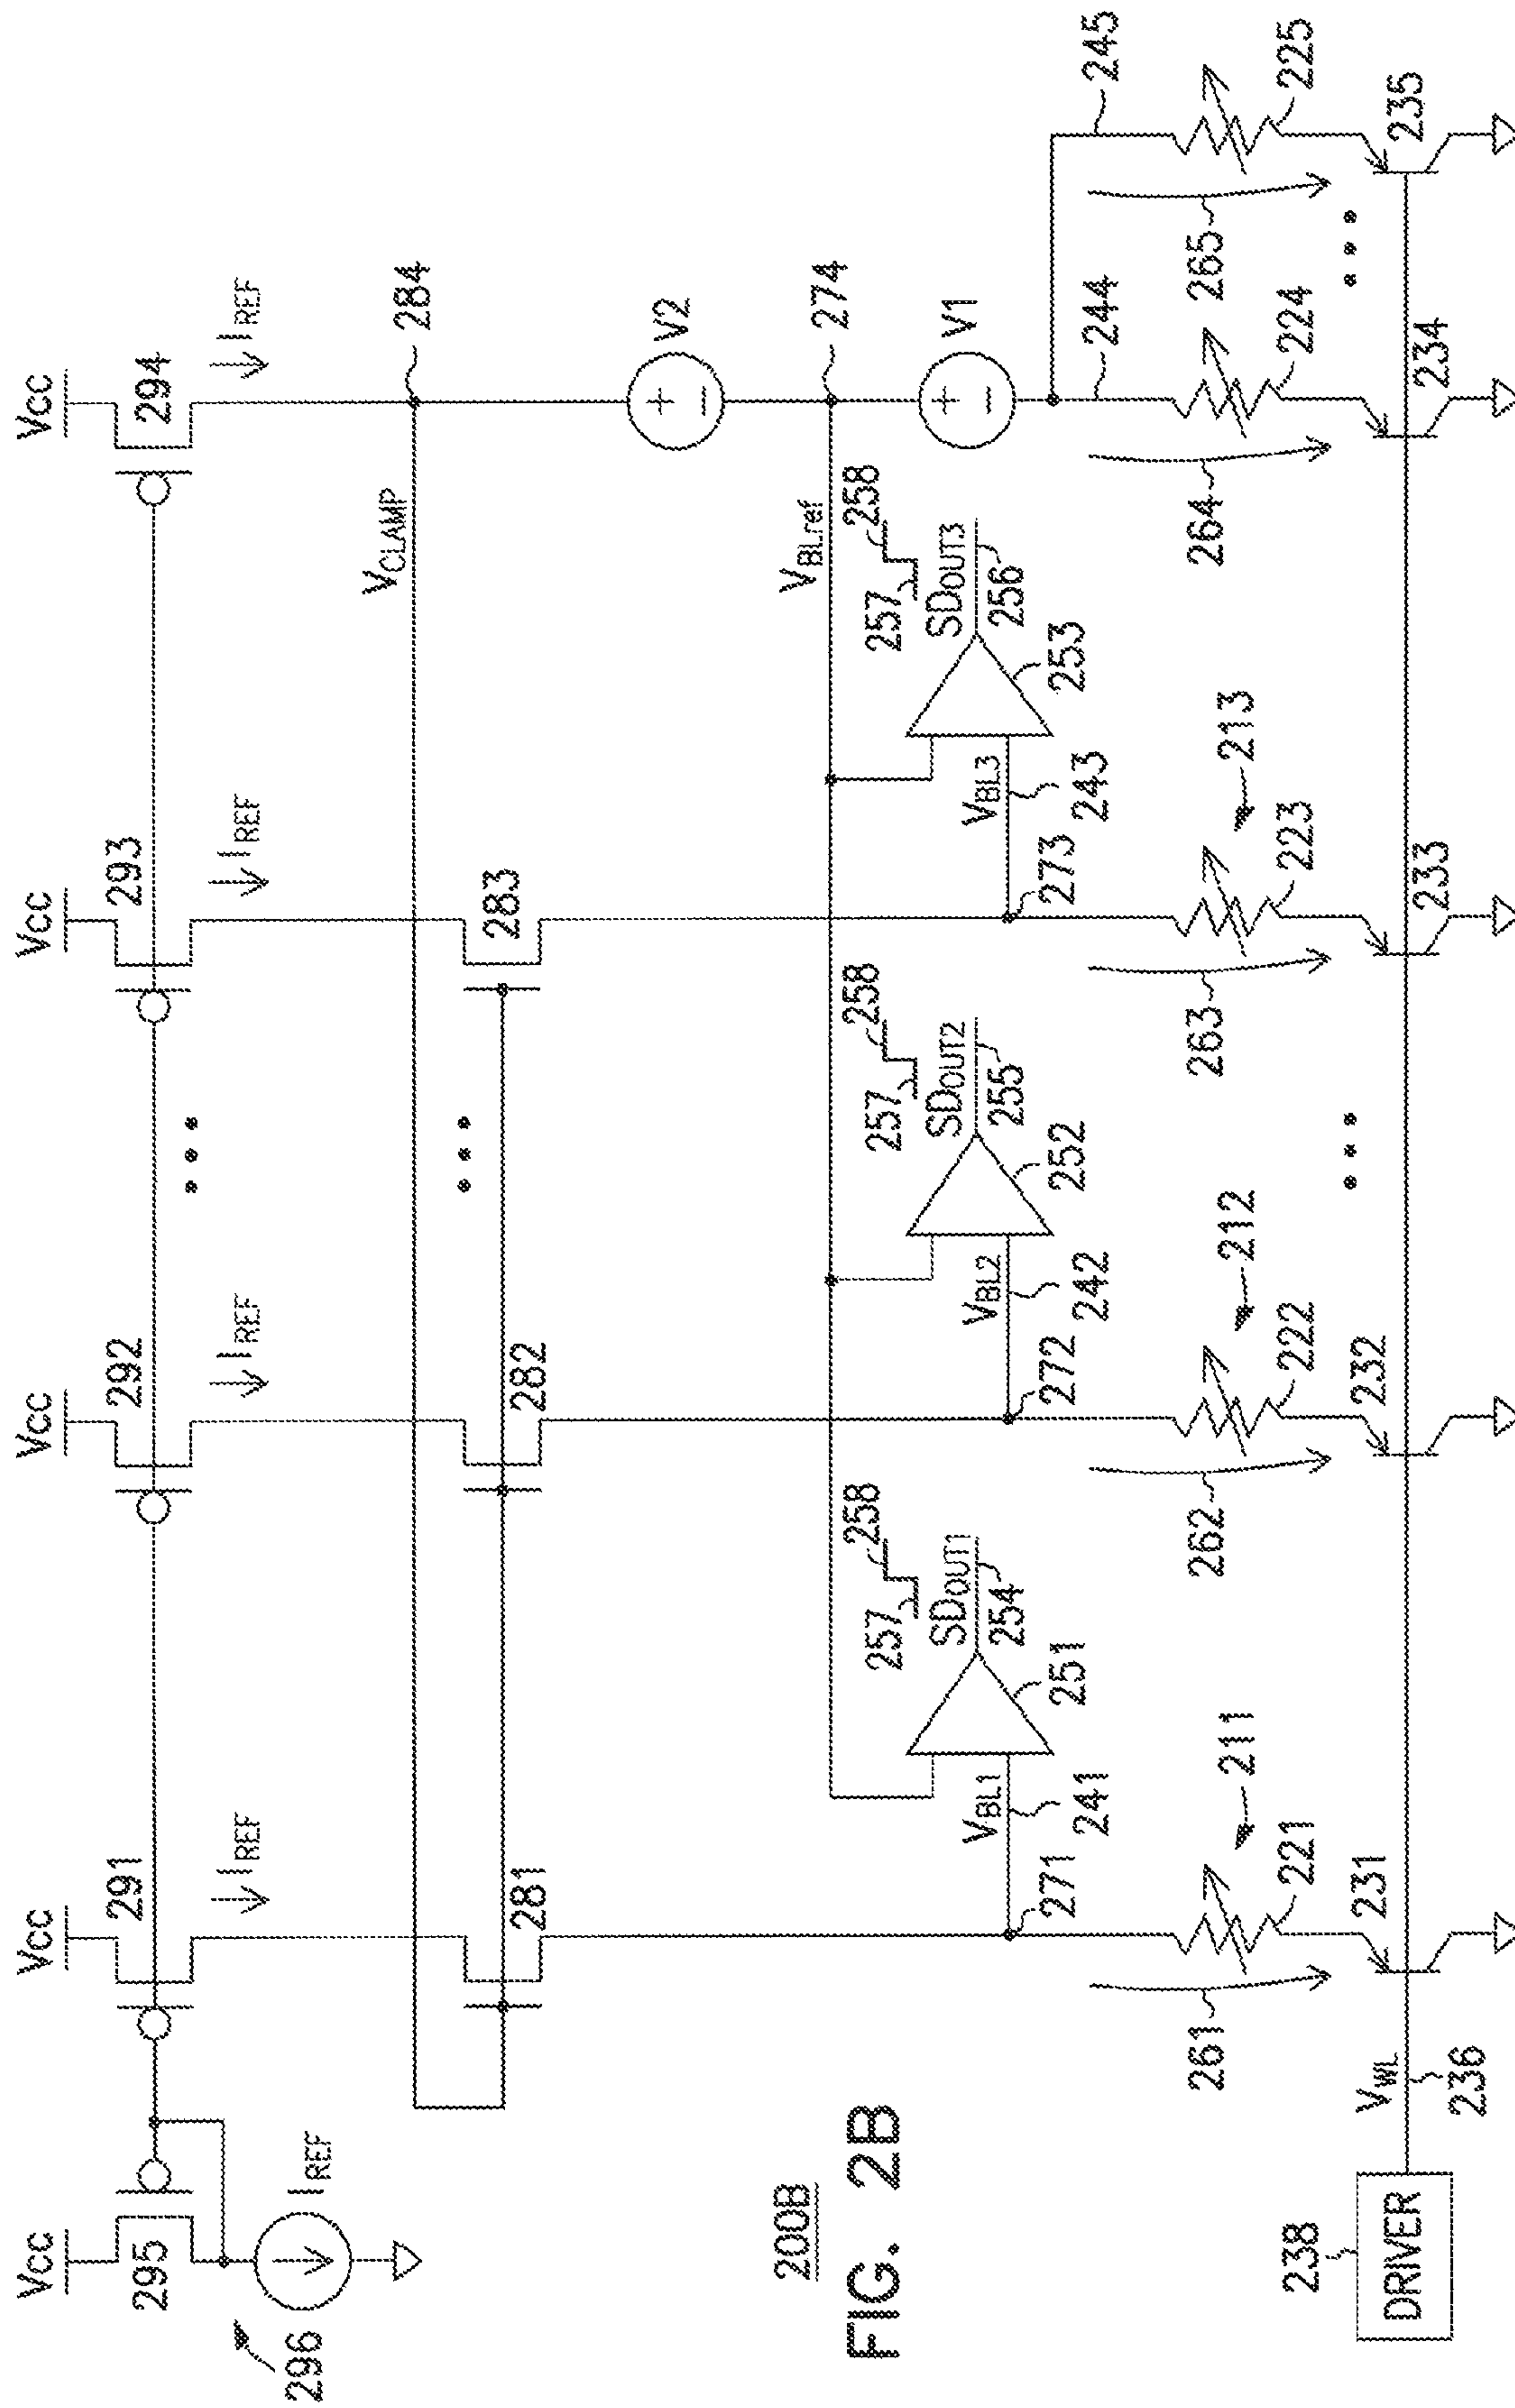 Vcc Vcc Vcc Vcc Vcc
295 291 292 293 294
296
IREF IREF IREF IREF IREF
VCLAMP 284
281 282 283
V2
VBLref 274
257 258 257 258 257 258
SDOUT1 SDOUT2 SDOUT3
254 255 256
V1
251 252 253
VBL1 VBL2 VBL3
241 242 243
271 272 273
244 245
211 212 213
261 262 263 264 265
221 222 223 224 225
231 232 233 234 235
VWL
236
238
DRIVER
200B
FIG. 2B